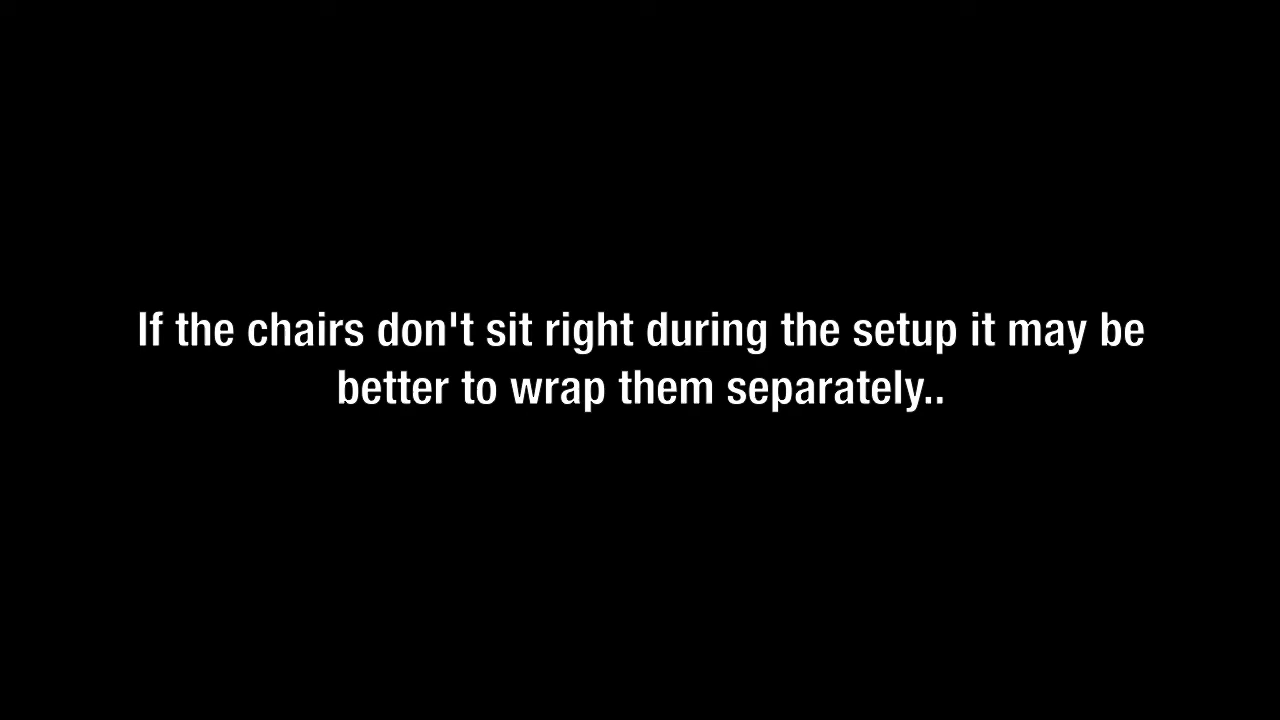 If the chairs don't sit right during the setup it may be
better to wrap them separately..